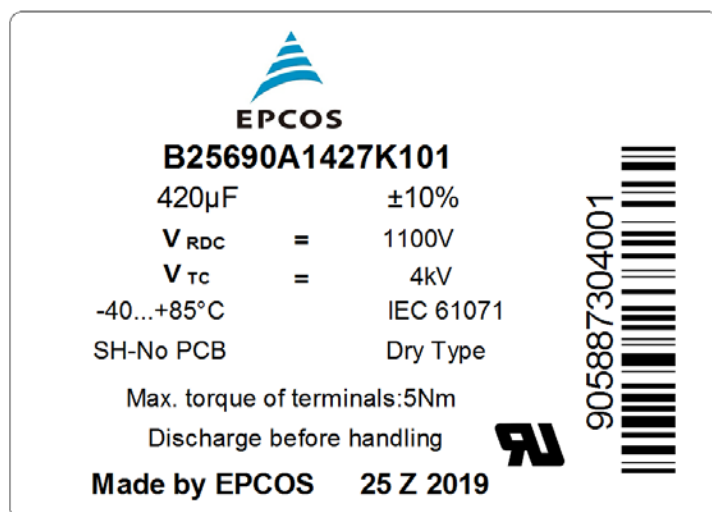 EPCOS
B25690A1427K101
420µF ±10%
V RDC = 1100V
V TC = 4kV
-40...+85°C IEC 61071
SH-No PCB Dry Type
Max. torque of terminals:5Nm
Discharge before handling
Made by EPCOS 25 Z 2019
9058887304001